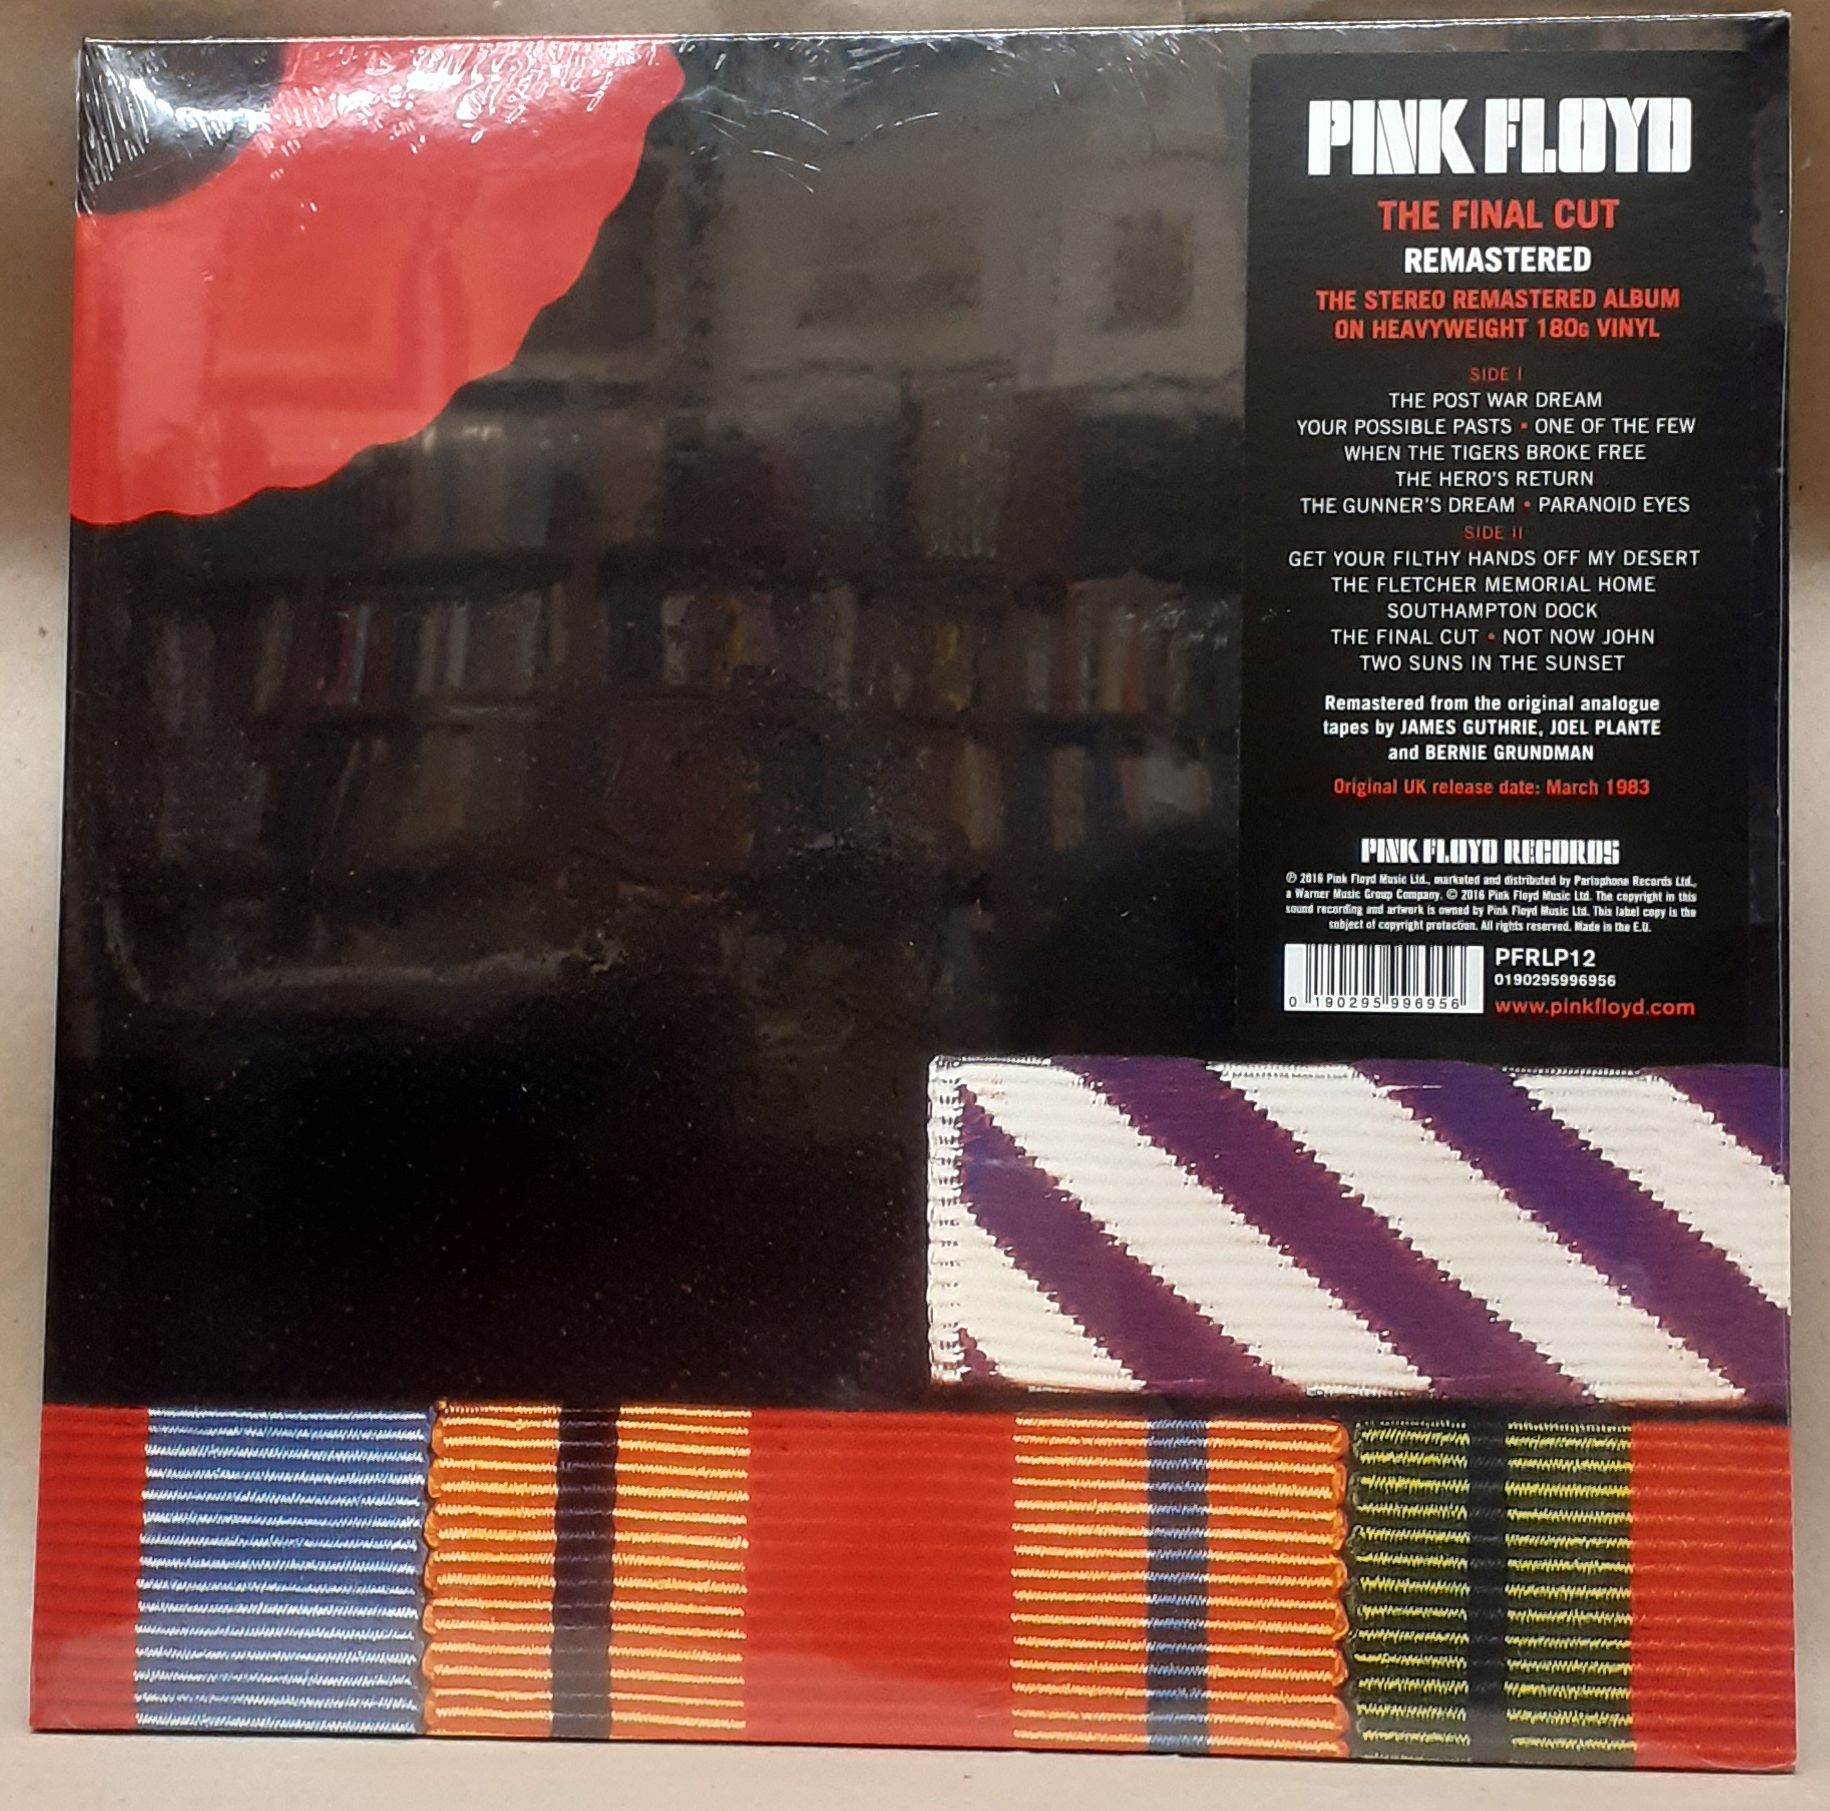 PINK FLOYD
THE FINAL CUT
REMASTERED
THE STEREO REMASTERED ALBUM
ON HEAVYWEIGHT 180G VINYL
SIDE I
THE POST WAR DREAM
YOUR POSSIBLE PASTS • ONE OF THE FEW
WHEN THE TIGERS BROKE FREE
THE HERO'S RETURN
THE GUNNER'S DREAM • PARANOID EYES
SIDE II
GET YOUR FILTHY HANDS OFF MY DESERT
THE FLETCHER MEMORIAL HOME
SOUTHAMPTON DOCK
THE FINAL CUT • NOT NOW JOHN
TWO SUNS IN THE SUNSET
Remastered from the original analogue
tapes by JAMES GUTHRIE, JOEL PLANTE
and BERNIE GRUNDMAN
Original UK release date: March 1983
PINK FLOYD RECORDS
℗ 2016 Pink Floyd Music Ltd., marketed and distributed by Parlophone Records Ltd.,
a Warner Music Group Company. © 2016 Pink Floyd Music Ltd. The copyright in this
sound recording and artwork is owned by Pink Floyd Music Ltd. This label copy is the
subject of copyright protection. All rights reserved. Made in the E.U.
PFRLP12
0190295996956
0 190295 996956
www.pinkfloyd.com